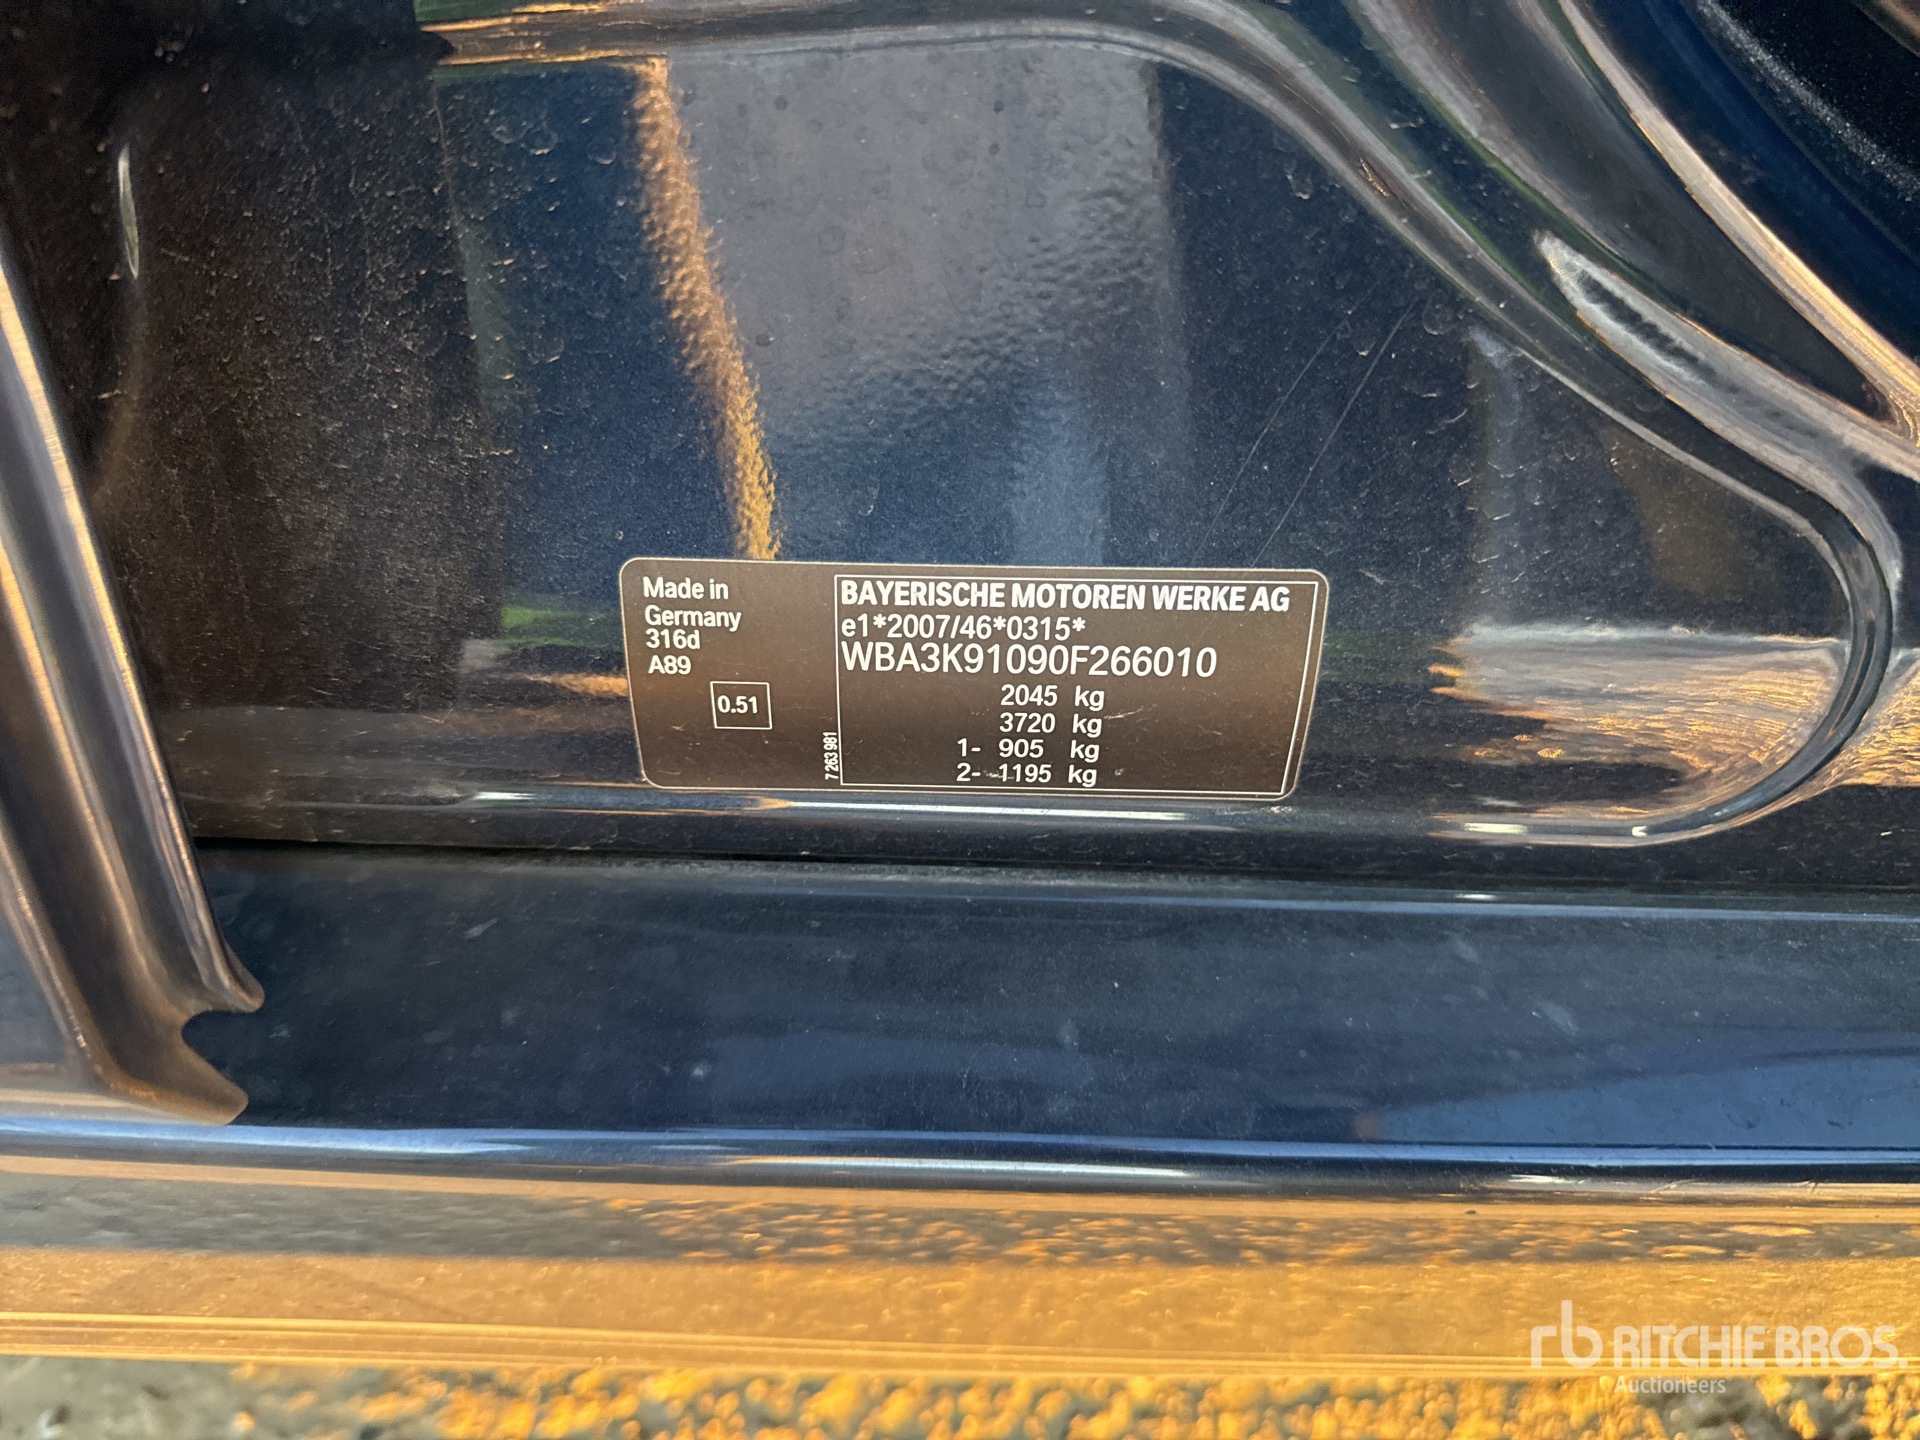 Made in
Germany
316d
A89
0.51
7 263 981
BAYERISCHE MOTOREN WERKE AG
e1*2007/46*0315*
WBA3K91090F266010
2045 kg
3720 kg
1- 905 kg
2- 1195 kg
rb RITCHIE BROS.
Auctioneers